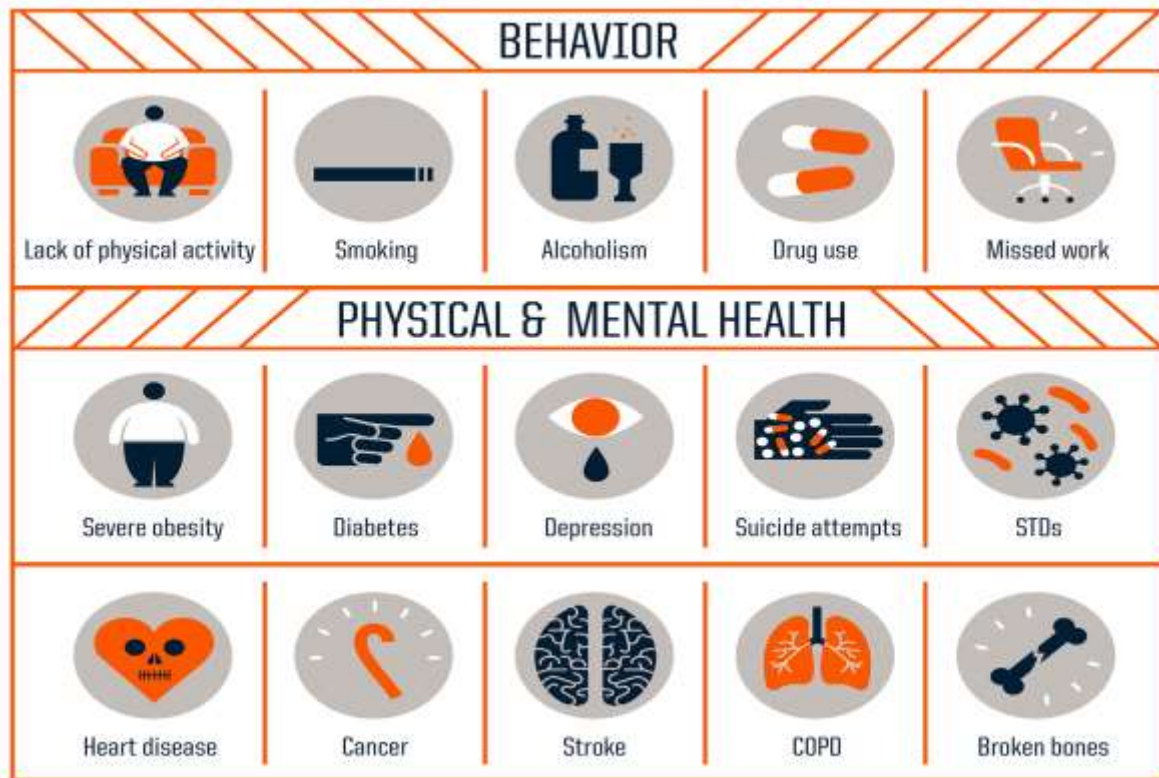 BEHAVIOR
Lack of physical activity
Smoking
Alcoholism
Drug use
Missed work
PHYSICAL & MENTAL HEALTH
Severe obesity
Diabetes
Depression
Suicide attempts
STDs
Heart disease
Cancer
Stroke
COPD
Broken bones